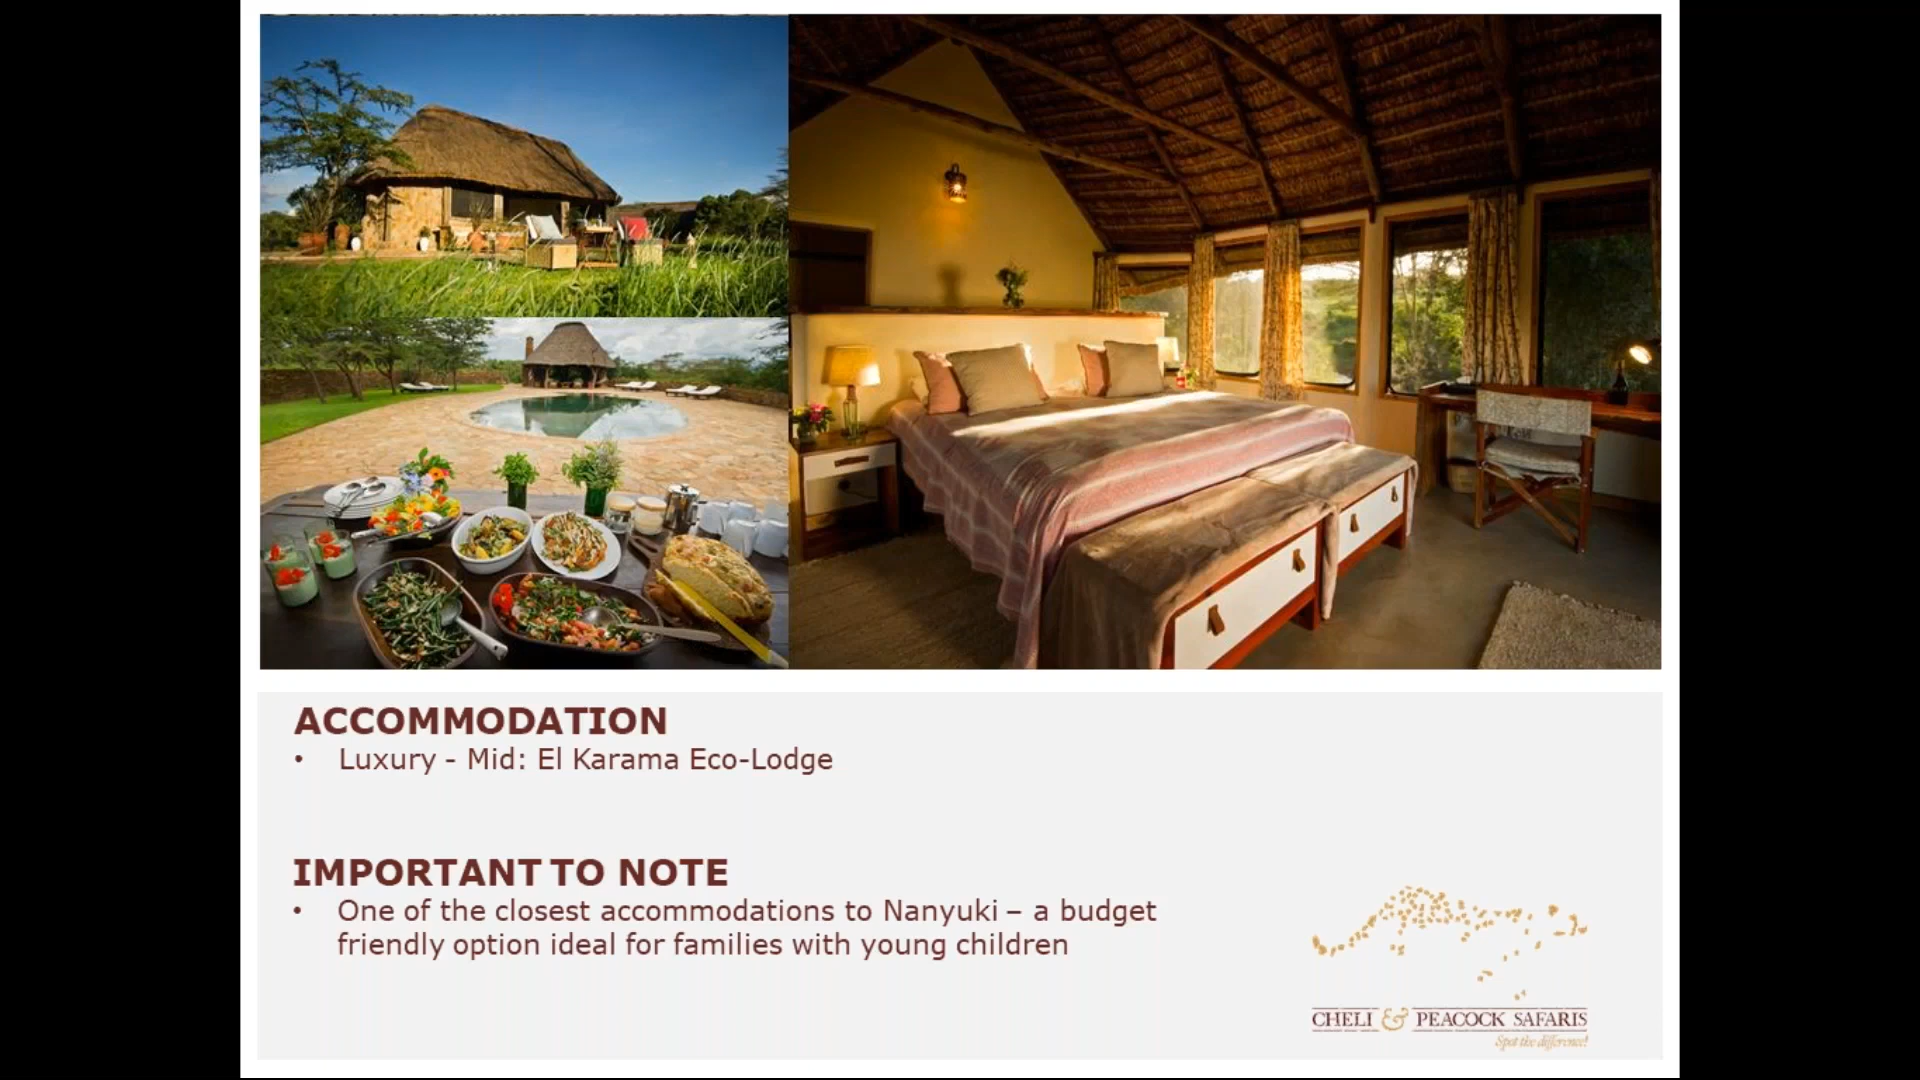 ACCOMMODATION
• Luxury - Mid: El Karama Eco-Lodge
IMPORTANT TO NOTE
• One of the closest accommodations to Nanyuki – a budget
friendly option ideal for families with young children
CHELI & PEACOCK SAFARIS
Spot the difference!